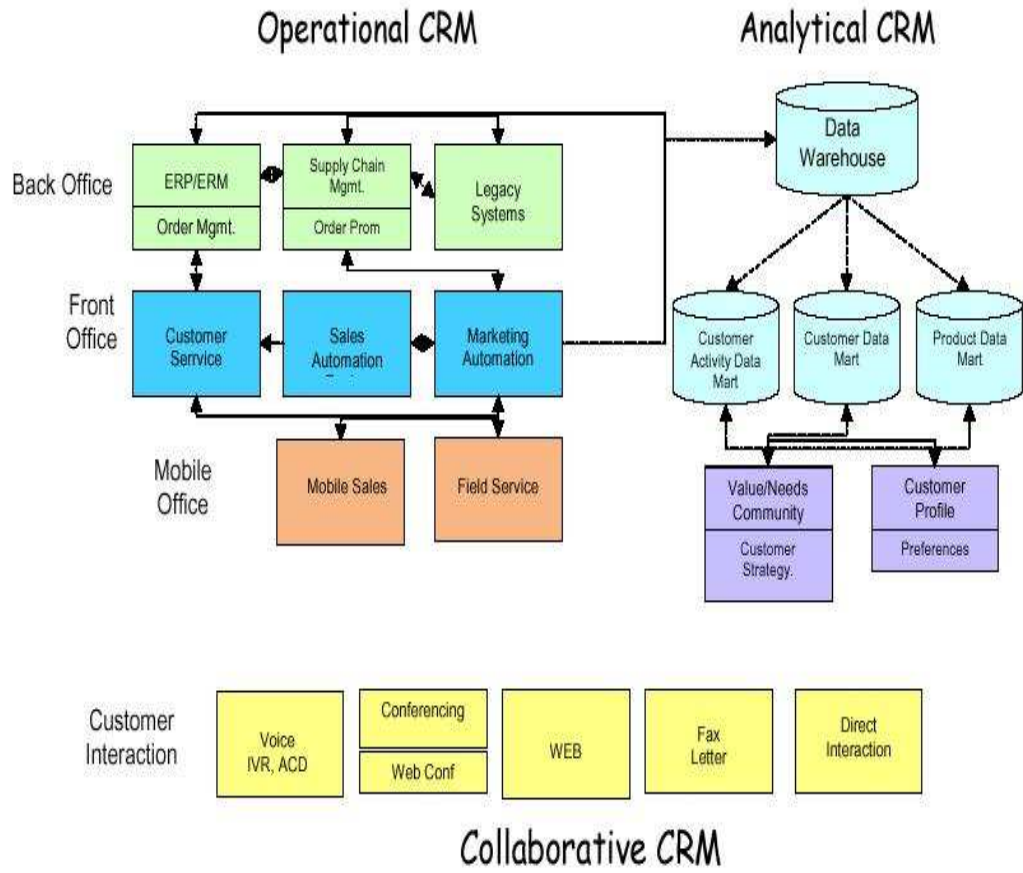 Operational CRM
Analytical CRM
Back Office
ERP/ERM
Order Mgmt.
Supply Chain
Mgmt.
Order Prom
Legacy
Systems
Data
Warehouse
Front
Office
Customer
Service
Sales
Automation
Marketing
Automation
Customer
Activity Data
Mart
Customer Data
Mart
Product Data
Mart
Mobile
Office
Mobile Sales
Field Service
Value/Needs
Community
Customer
Strategy.
Customer
Profile
Preferences
Customer
Interaction
Voice
IVR, ACD
Conferencing
Web Conf
WEB
Fax
Letter
Direct
Interaction
Collaborative CRM